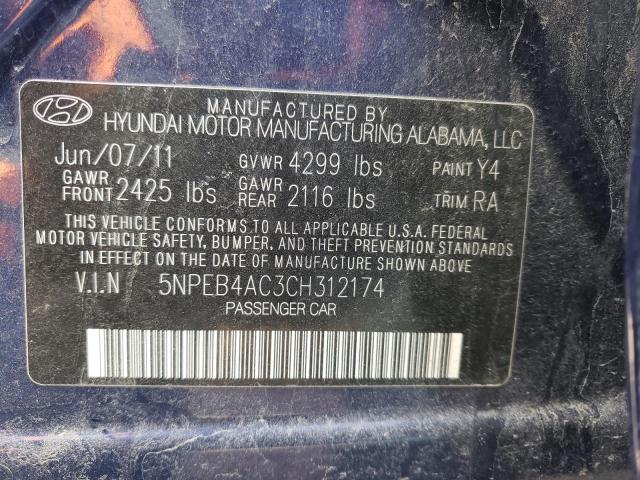 MANUFACTURED BY
HYUNDAI MOTOR MANUFACTURING ALABAMA, LLC
Jun/07/11 GVWR 4299 lbs PAINT Y4
GAWR FRONT 2425 lbs GAWR REAR 2116 lbs TRIM RA
THIS VEHICLE CONFORMS TO ALL APPLICABLE U.S.A. FEDERAL
MOTOR VEHICLE SAFETY, BUMPER, AND THEFT PREVENTION STANDARDS
IN EFFECT ON THE DATE OF MANUFACTURE SHOWN ABOVE
V.I.N 5NPEB4AC3CH312174
PASSENGER CAR